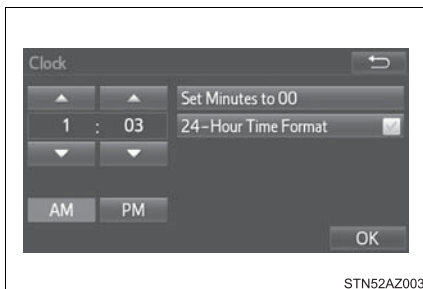 Clock
Set Minutes to 00
1 : 03
24-Hour Time Format
AM PM
OK
STN52AZ003